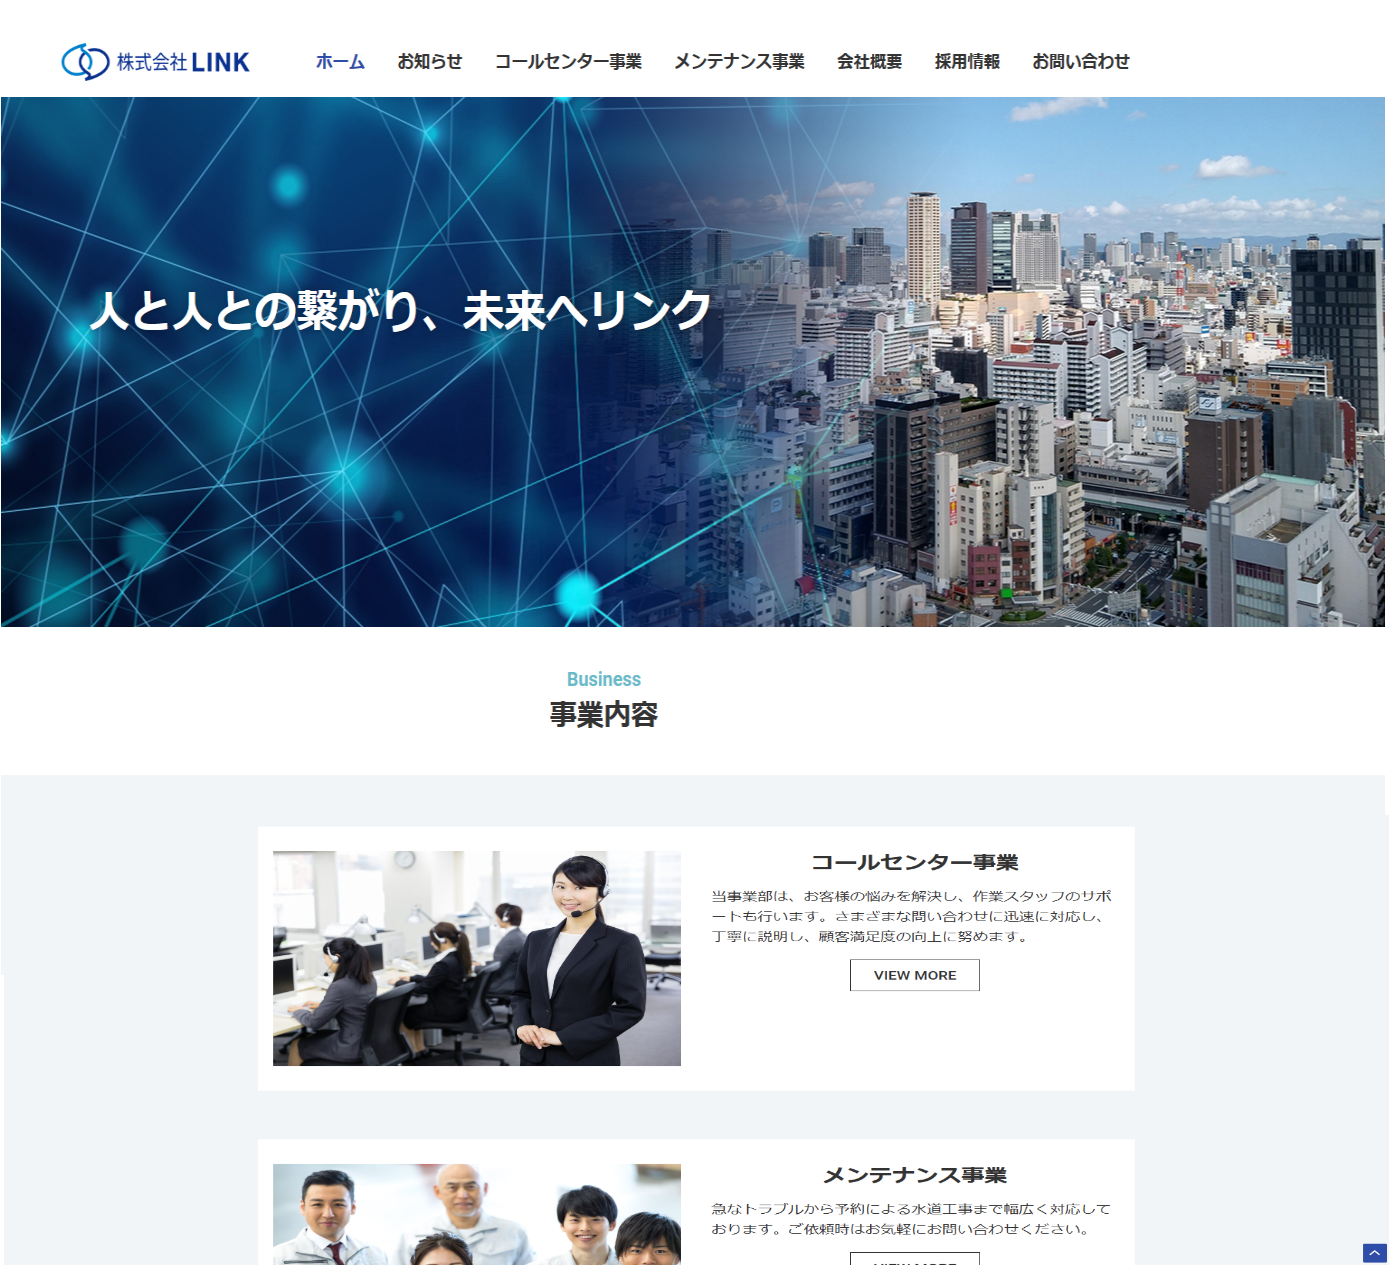 株式会社 LINK
ホーム お知らせ コールセンター事業 メンテナンス事業 会社概要 採用情報 お問い合わせ
人と人との繋がり、未来へリンク
Business
事業内容
コールセンター事業
当事業部は、お客様の悩みを解決し、作業スタッフのサポ
ートも行います。さまざまな問い合わせに迅速に対応し、
丁寧に説明し、顧客満足度の向上に努めます。
VIEW MORE
メンテナンス事業
急なトラブルから予約による水道工事まで幅広く対応して
おります。ご依頼時はお気軽にお問い合わせください。
VIEW MORE